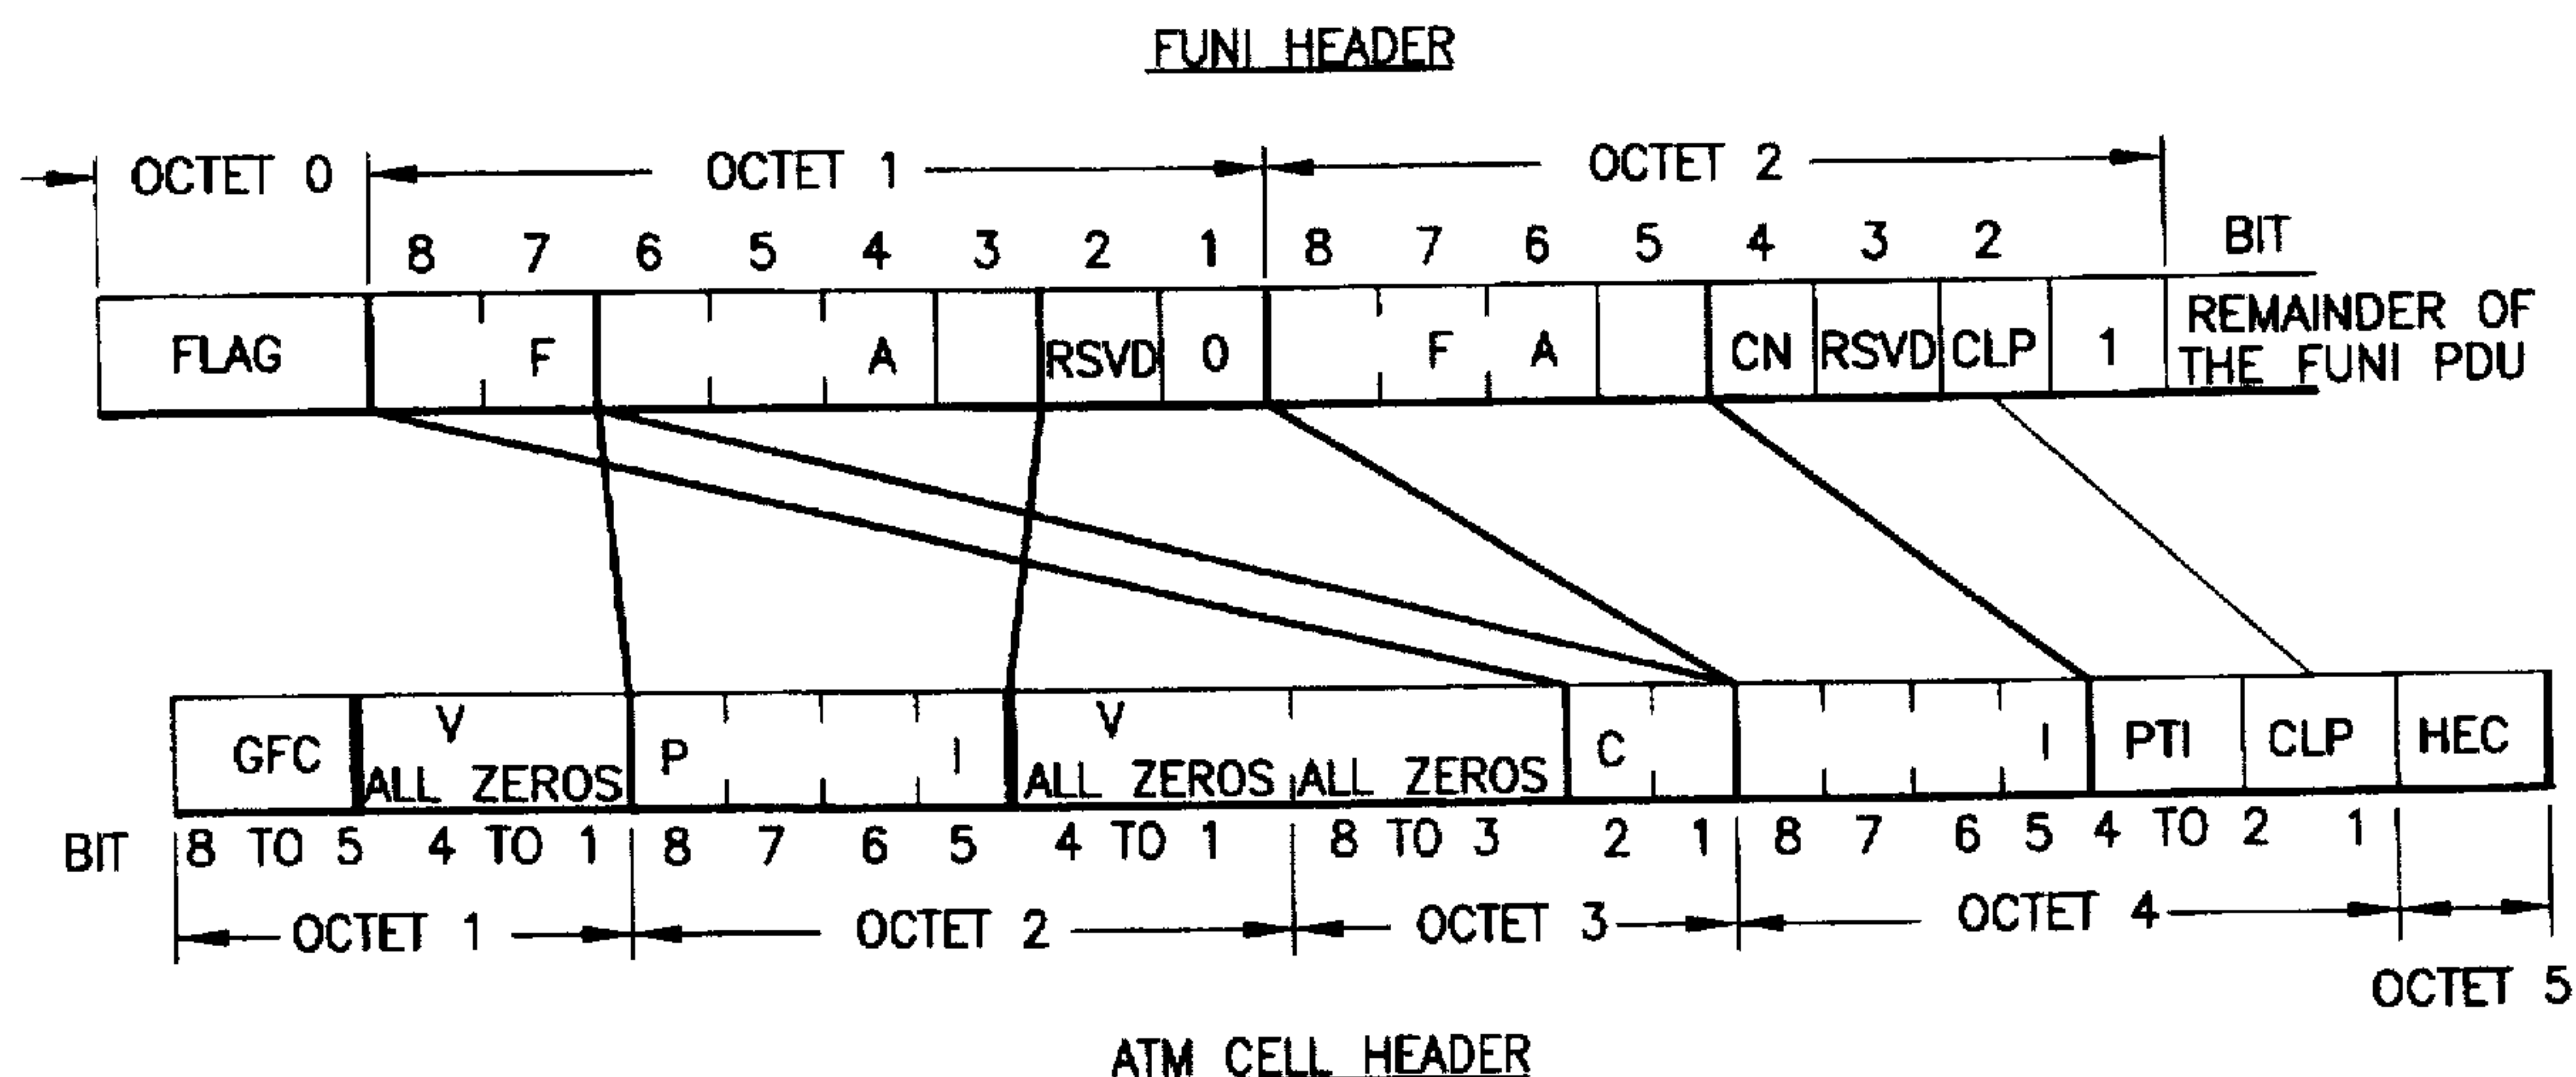 FUNI HEADER
OCTET 0 OCTET 1 OCTET 2
8 7 6 5 4 3 2 1 8 7 6 5 4 3 2 BIT
FLAG F A RSVD 0 F A CN RSVD CLP 1 REMAINDER OF
THE FUNI PDU
GFC V P I V C I PTI CLP HEC
ALL ZEROS ALL ZEROS ALL ZEROS
BIT 8 TO 5 4 TO 1 8 7 6 5 4 TO 1 8 TO 3 2 1 8 7 6 5 4 TO 2 1
OCTET 1 OCTET 2 OCTET 3 OCTET 4
OCTET 5
ATM CELL HEADER